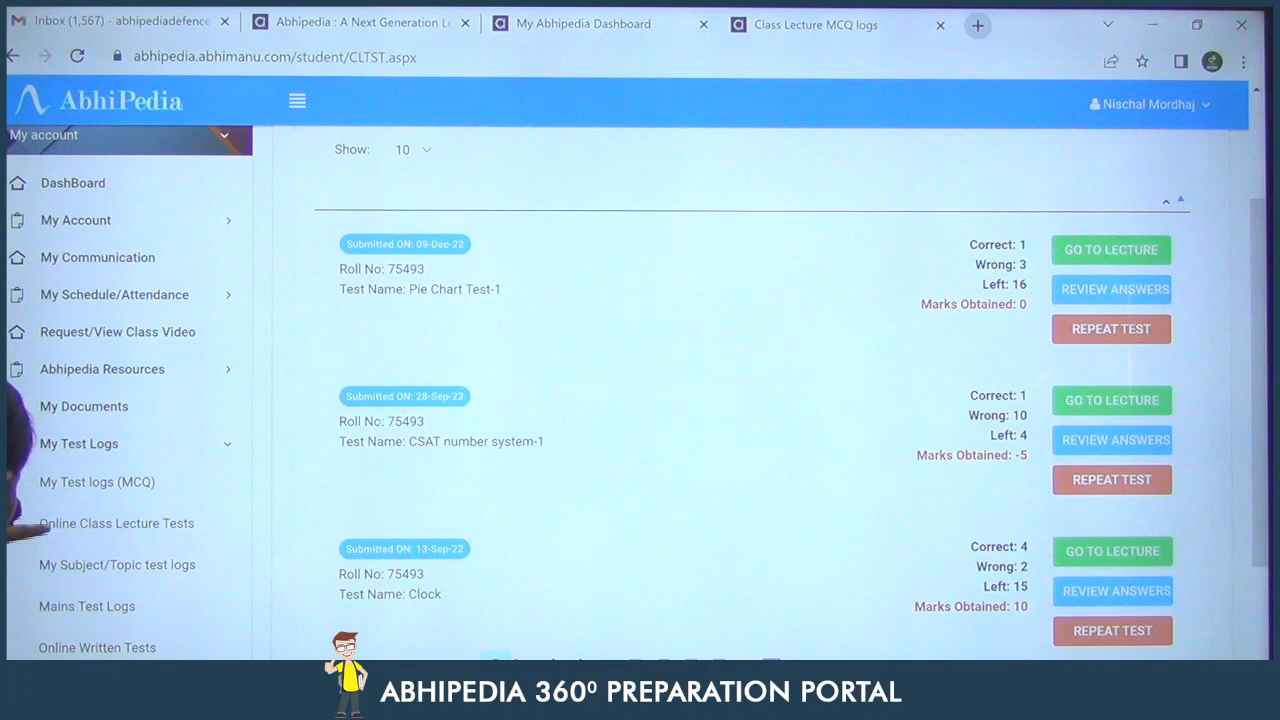 Inbox (1,567) - abhipediadefence
Abhipedia : A Next Generation Le
My Abhipedia Dashboard
Class Lecture MCQ logs
abhipedia.abhimanu.com/student/CLTST.aspx
AbhiPedia
Nischal Mordhaj
My account
Show: 10
DashBoard
My Account
My Communication
My Schedule/Attendance
Request/View Class Video
Abhipedia Resources
My Documents
My Test Logs
My Test logs (MCQ)
Online Class Lecture Tests
My Subject/Topic test logs
Mains Test Logs
Online Written Tests
Submitted ON: 09-Dec-22
Roll No: 75493
Test Name: Pie Chart Test-1
Correct: 1
Wrong: 3
Left: 16
Marks Obtained: 0
GO TO LECTURE
REVIEW ANSWERS
REPEAT TEST
Submitted ON: 28-Sep-22
Roll No: 75493
Test Name: CSAT number system-1
Correct: 1
Wrong: 10
Left: 4
Marks Obtained: -5
GO TO LECTURE
REVIEW ANSWERS
REPEAT TEST
Submitted ON: 13-Sep-22
Roll No: 75493
Test Name: Clock
Correct: 4
Wrong: 2
Left: 15
Marks Obtained: 10
GO TO LECTURE
REVIEW ANSWERS
REPEAT TEST
ABHIPEDIA 360⁰ PREPARATION PORTAL